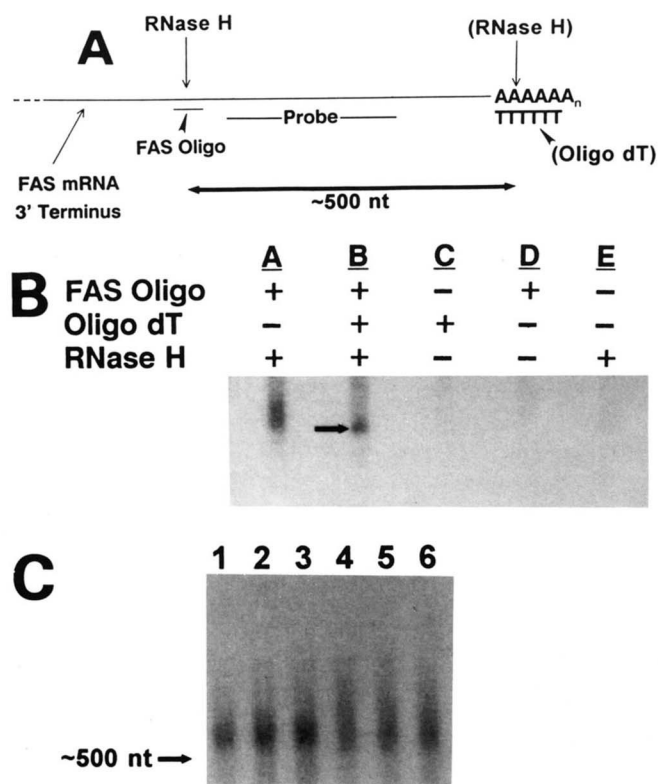 A
RNase H
(RNase H)
AAAAAAn
TTTTTT
Probe
FAS Oligo
(Oligo dT)
FAS mRNA
3' Terminus
~500 nt
B
A B C D E
FAS Oligo + + - + -
Oligo dT - + + - -
RNase H + + - - +
C
1 2 3 4 5 6
~500 nt